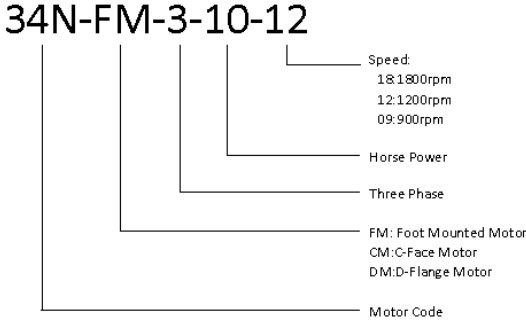 34N-FM-3-10-12
Speed:
18:1800rpm
12:1200rpm
09:900rpm
Horse Power
Three Phase
FM: Foot Mounted Motor
CM:C-Face Motor
DM:D-Flange Motor
Motor Code